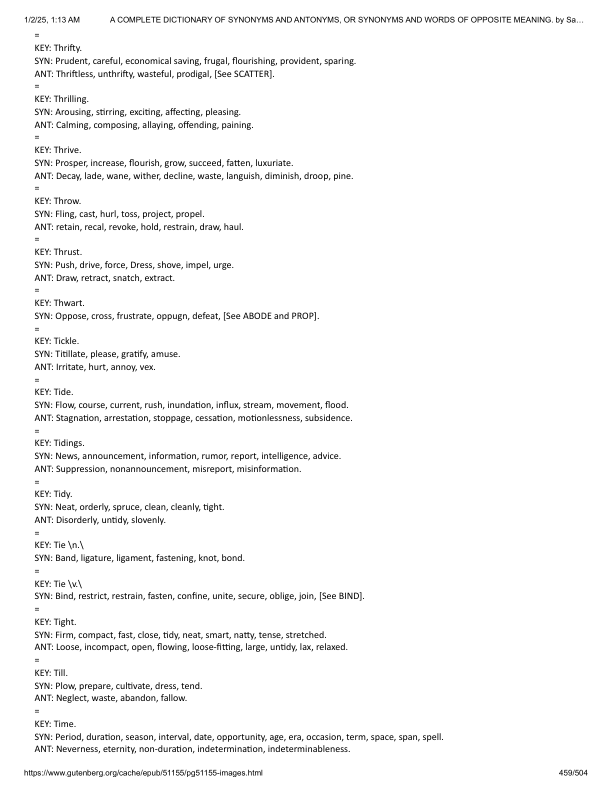 1/2/25, 1:13 AM A COMPLETE DICTIONARY OF SYNONYMS AND ANTONYMS, OR SYNONYMS AND WORDS OF OPPOSITE MEANING. by Sa…
=
KEY: Thrifty.
SYN: Prudent, careful, economical saving, frugal, flourishing, provident, sparing.
ANT: Thriftless, unthrifty, wasteful, prodigal, [See SCATTER].
=
KEY: Thrilling.
SYN: Arousing, stirring, exciting, affecting, pleasing.
ANT: Calming, composing, allaying, offending, paining.
=
KEY: Thrive.
SYN: Prosper, increase, flourish, grow, succeed, fatten, luxuriate.
ANT: Decay, lade, wane, wither, decline, waste, languish, diminish, droop, pine.
=
KEY: Throw.
SYN: Fling, cast, hurl, toss, project, propel.
ANT: retain, recal, revoke, hold, restrain, draw, haul.
=
KEY: Thrust.
SYN: Push, drive, force, Dress, shove, impel, urge.
ANT: Draw, retract, snatch, extract.
=
KEY: Thwart.
SYN: Oppose, cross, frustrate, oppugn, defeat, [See ABODE and PROP].
=
KEY: Tickle.
SYN: Titillate, please, gratify, amuse.
ANT: Irritate, hurt, annoy, vex.
=
KEY: Tide.
SYN: Flow, course, current, rush, inundation, influx, stream, movement, flood.
ANT: Stagnation, arrestation, stoppage, cessation, motionlessness, subsidence.
=
KEY: Tidings.
SYN: News, announcement, information, rumor, report, intelligence, advice.
ANT: Suppression, nonannouncement, misreport, misinformation.
=
KEY: Tidy.
SYN: Neat, orderly, spruce, clean, cleanly, tight.
ANT: Disorderly, untidy, slovenly.
=
KEY: Tie \n.\
SYN: Band, ligature, ligament, fastening, knot, bond.
=
KEY: Tie \v.\
SYN: Bind, restrict, restrain, fasten, confine, unite, secure, oblige, join, [See BIND].
=
KEY: Tight.
SYN: Firm, compact, fast, close, tidy, neat, smart, natty, tense, stretched.
ANT: Loose, incompact, open, flowing, loose-fitting, large, untidy, lax, relaxed.
=
KEY: Till.
SYN: Plow, prepare, cultivate, dress, tend.
ANT: Neglect, waste, abandon, fallow.
=
KEY: Time.
SYN: Period, duration, season, interval, date, opportunity, age, era, occasion, term, space, span, spell.
ANT: Neverness, eternity, non-duration, indetermination, indeterminableness.
https://www.gutenberg.org/cache/epub/51155/pg51155-images.html 459/504